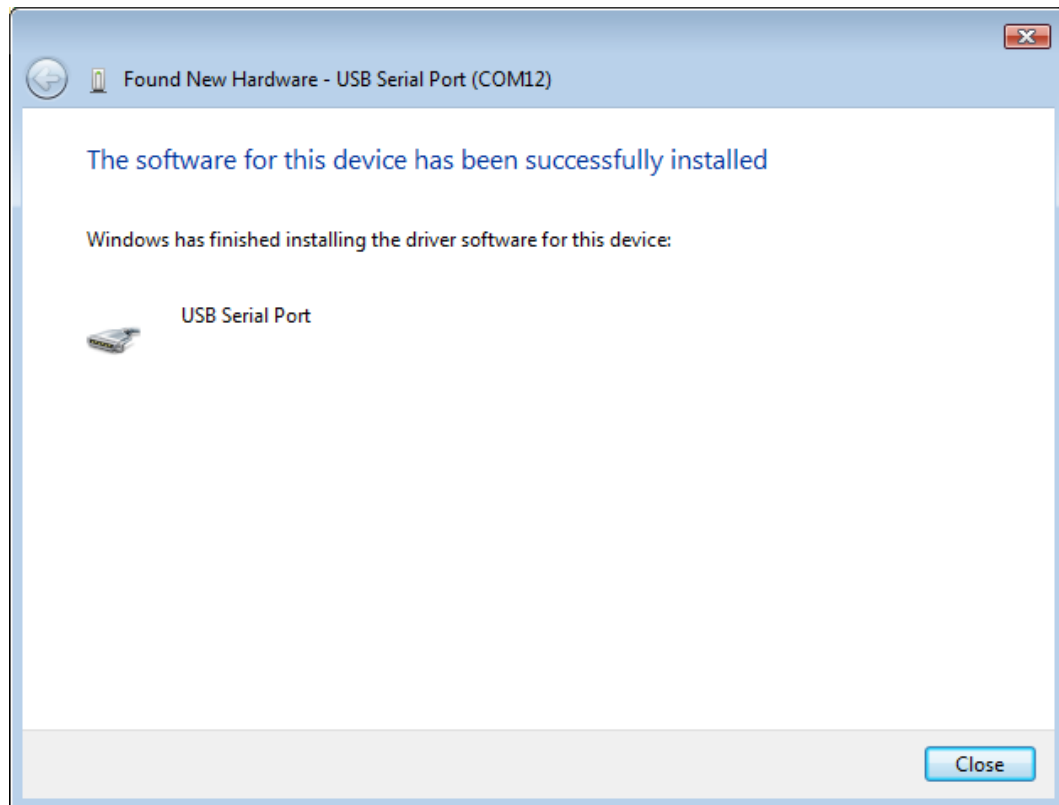 Found New Hardware - USB Serial Port (COM12)
The software for this device has been successfully installed
Windows has finished installing the driver software for this device:
USB Serial Port
Close